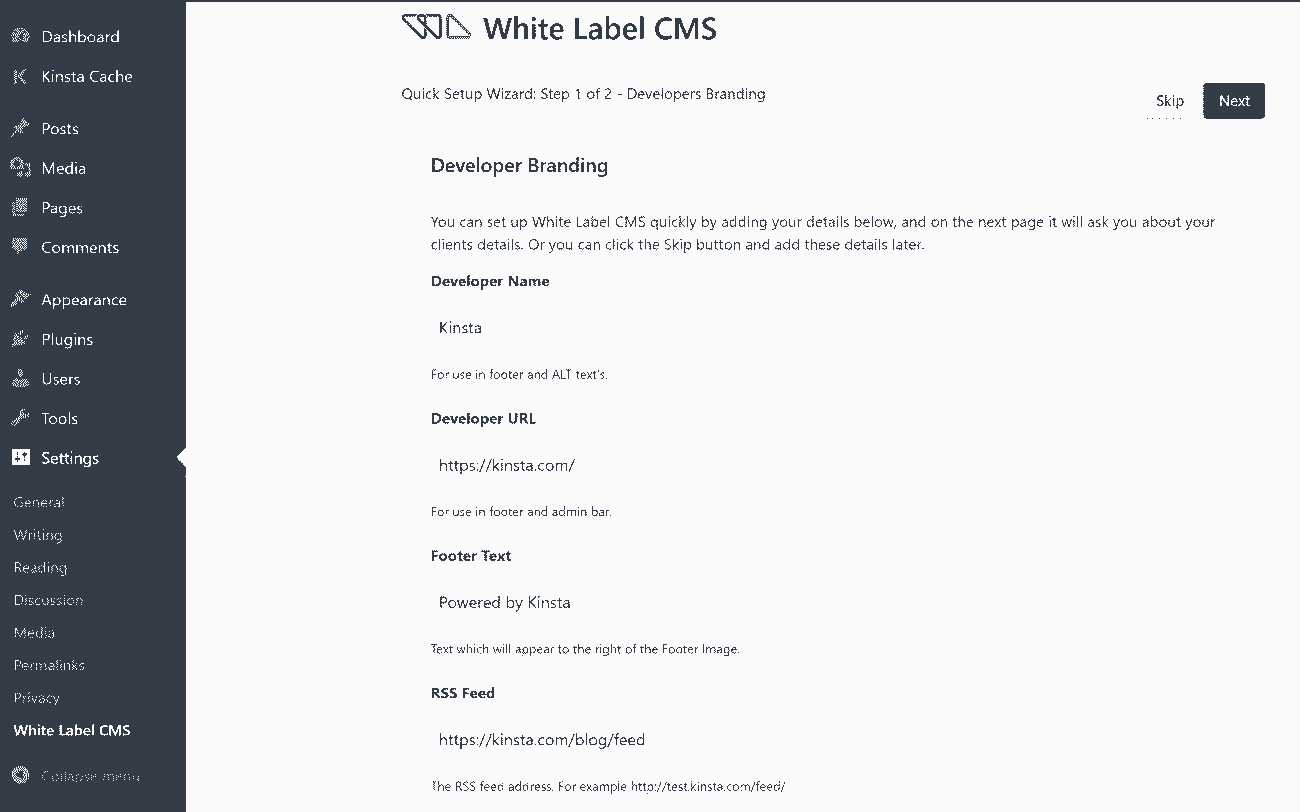 Dashboard
Kinsta Cache
Posts
Media
Pages
Comments
Appearance
Plugins
Users
Tools
Settings
General
Writing
Reading
Discussion
Media
Permalinks
Privacy
White Label CMS
Collapse menu
White Label CMS
Quick Setup Wizard: Step 1 of 2 - Developers Branding
Skip
Next
Developer Branding
You can set up White Label CMS quickly by adding your details below, and on the next page it will ask you about your
clients details. Or you can click the Skip button and add these details later.
Developer Name
Kinsta
For use in footer and ALT text's.
Developer URL
https://kinsta.com/
For use in footer and admin bar.
Footer Text
Powered by Kinsta
Text which will appear to the right of the Footer Image.
RSS Feed
https://kinsta.com/blog/feed
The RSS feed address. For example http://test.kinsta.com/feed/